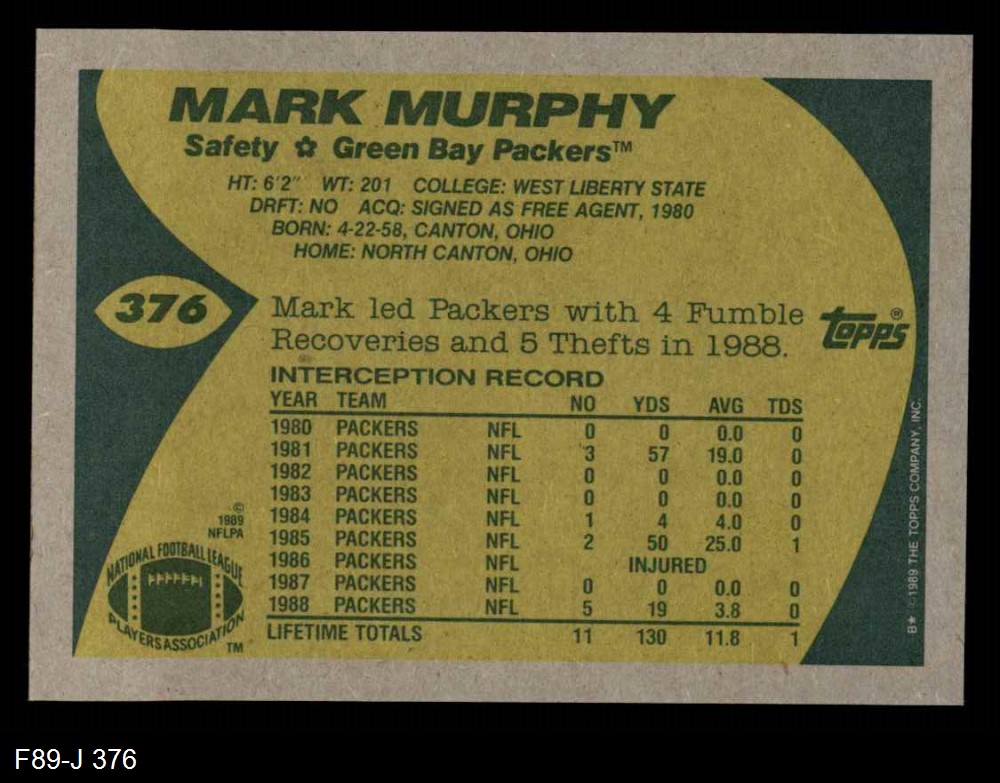 MARK MURPHY
Safety ✿ Green Bay Packers™
HT: 6'2" WT: 201 COLLEGE: WEST LIBERTY STATE
DRFT: NO ACQ: SIGNED AS FREE AGENT, 1980
BORN: 4-22-58, CANTON, OHIO
HOME: NORTH CANTON, OHIO
376
Mark led Packers with 4 Fumble
Recoveries and 5 Thefts in 1988.
topps®
INTERCEPTION RECORD
YEAR TEAM NO YDS AVG TDS
1980 PACKERS NFL 0 0 0.0 0
1981 PACKERS NFL 3 57 19.0 0
1982 PACKERS NFL 0 0 0.0 0
1983 PACKERS NFL 0 0 0.0 0
1984 PACKERS NFL 1 4 4.0 0
1985 PACKERS NFL 2 50 25.0 1
1986 PACKERS NFL INJURED
1987 PACKERS NFL 0 0 0.0 0
1988 PACKERS NFL 5 19 3.8 0
LIFETIME TOTALS 11 130 11.8 1
©
1989
NFLPA
NATIONAL FOOTBALL LEAGUE
PLAYERS ASSOCIATION
TM
B* ©1989 THE TOPPS COMPANY, INC.
F89-J 376